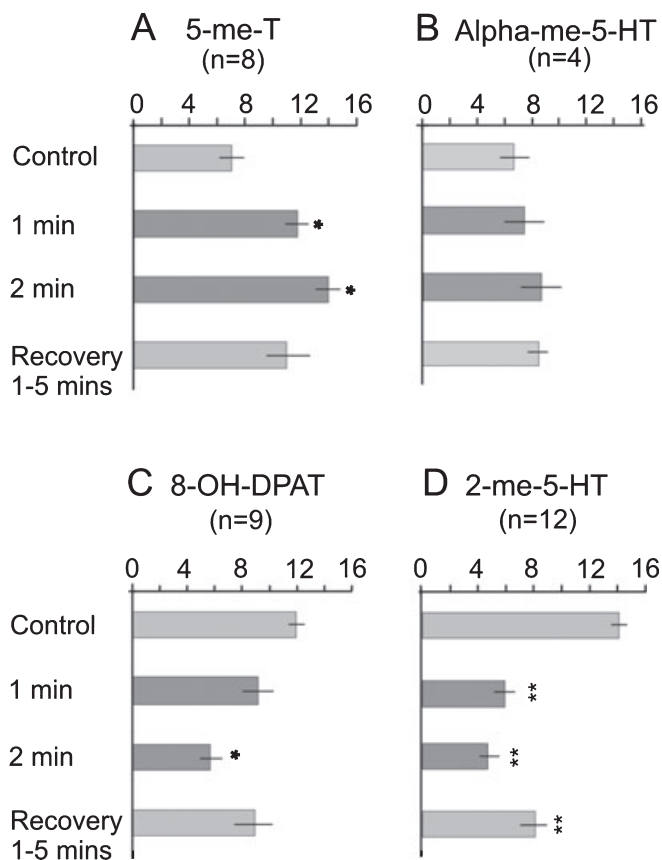 A 5-me-T
(n=8)
B Alpha-me-5-HT
(n=4)
0 4 8 12 16
0 4 8 12 16
Control
1 min
*
2 min
*
Recovery
1-5 mins
C 8-OH-DPAT
(n=9)
D 2-me-5-HT
(n=12)
0 4 8 12 16
0 4 8 12 16
Control
1 min
**
2 min
*
**
Recovery
1-5 mins
**